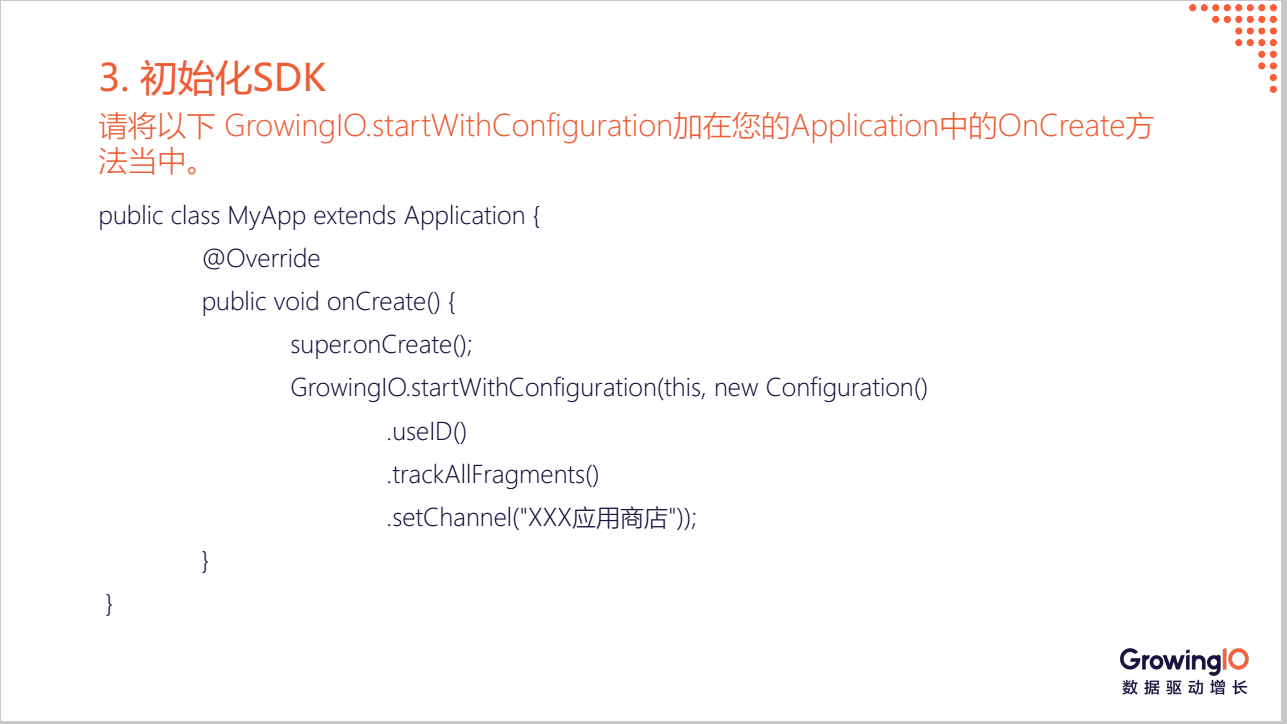 3. 初始化SDK
请将以下 GrowingIO.startWithConfiguration加在您的Application中的OnCreate方
法当中。
public class MyApp extends Application {
@Override
public void onCreate() {
super.onCreate();
GrowingIO.startWithConfiguration(this, new Configuration()
.useID()
.trackAllFragments()
.setChannel("XXX应用商店"));
}
}
GrowingIO
数据驱动增长